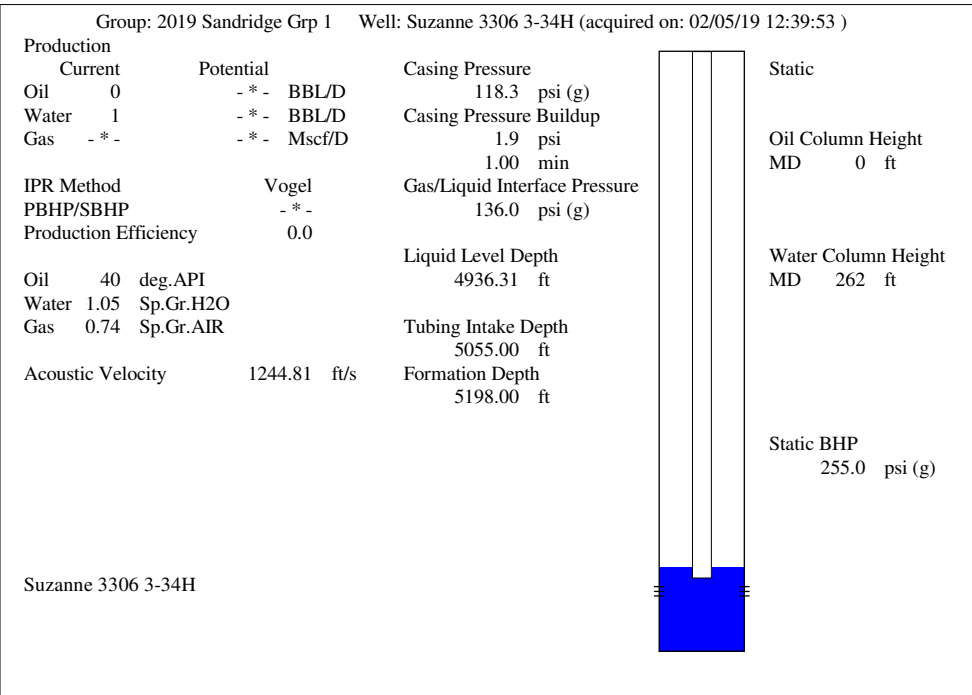 Group: 2019 Sandridge Grp 1 Well: Suzanne 3306 3-34H (acquired on: 02/05/19 12:39:53 )
Production
Current Potential
Oil 0 - * - BBL/D
Water 1 - * - BBL/D
Gas - * - - * - Mscf/D
IPR Method Vogel
PBHP/SBHP - * -
Production Efficiency 0.0
Oil 40 deg.API
Water 1.05 Sp.Gr.H2O
Gas 0.74 Sp.Gr.AIR
Acoustic Velocity 1244.81 ft/s
Casing Pressure
118.3 psi (g)
Casing Pressure Buildup
1.9 psi
1.00 min
Gas/Liquid Interface Pressure
136.0 psi (g)
Liquid Level Depth
4936.31 ft
Tubing Intake Depth
5055.00 ft
Formation Depth
5198.00 ft
Static
Oil Column Height
MD 0 ft
Water Column Height
MD 262 ft
Static BHP
255.0 psi (g)
Suzanne 3306 3-34H